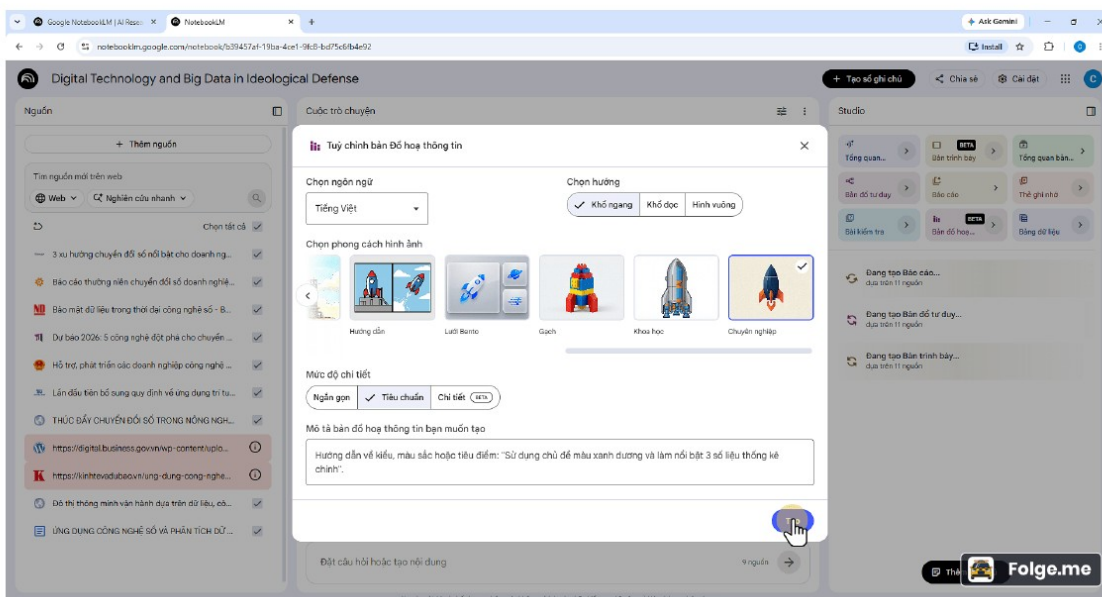 Google NotebookLM | AI Resea
NotebookLM
Ask Gemini
notebooklm.google.com/notebook/b39457af-19ba-4ce1-9fc8-bd75c6fb4e92
Install
Digital Technology and Big Data in Ideological Defense
+ Tạo sổ ghi chú
Chia sẻ
Cài đặt
C
Nguồn
+ Thêm nguồn
Tìm nguồn mới trên web
Web
Nghiên cứu nhanh
Chọn tất cả
3 xu hướng chuyển đổi số nổi bật cho doanh ng...
Báo cáo thường niên chuyển đổi số doanh nghiệ...
Bảo mật dữ liệu trong thời đại công nghệ số - B...
Dự báo 2026: 5 công nghệ đột phá cho chuyển ...
Hỗ trợ, phát triển các doanh nghiệp công nghệ ...
Lần đầu tiên bổ sung quy định về ứng dụng trí tu...
THÚC ĐẨY CHUYỂN ĐỔI SỐ TRONG NÔNG NGH...
https://digital.business.gov.vn/wp-content/uplo...
https://kinhtevadubao.vn/ung-dung-cong-nghe...
Đô thị thông minh vận hành dựa trên dữ liệu, cô...
ỨNG DỤNG CÔNG NGHỆ SỐ VÀ PHÂN TÍCH DỮ ...
Cuộc trò chuyện
Tuỳ chỉnh bản Đồ hoạ thông tin
Chọn ngôn ngữ
Tiếng Việt
Chọn hướng
Khổ ngang
Khổ dọc
Hình vuông
Chọn phong cách hình ảnh
Hướng dẫn
Lưới Bento
Gạch
Khoa học
Chuyên nghiệp
Mức độ chi tiết
Ngắn gọn
Tiêu chuẩn
Chi tiết
BETA
Mô tả bản đồ hoạ thông tin bạn muốn tạo
Hướng dẫn về kiểu, màu sắc hoặc tiêu điểm: "Sử dụng chủ đề màu xanh dương và làm nổi bật 3 số liệu thống kê
chính".
Đặt câu hỏi hoặc tạo nội dung
9 nguồn
Studio
Tổng quan...
BETA
Bản trình bày
Tổng quan bằn...
Bản đồ tư duy
Báo cáo
Thẻ ghi nhớ
Bài kiểm tra
BETA
Bản đồ hoạ...
Bảng dữ liệu
Đang tạo Báo cáo...
dựa trên 11 nguồn
Đang tạo Bản đồ tư duy...
dựa trên 11 nguồn
Đang tạo Bản trình bày...
dựa trên 11 nguồn
Folge.me